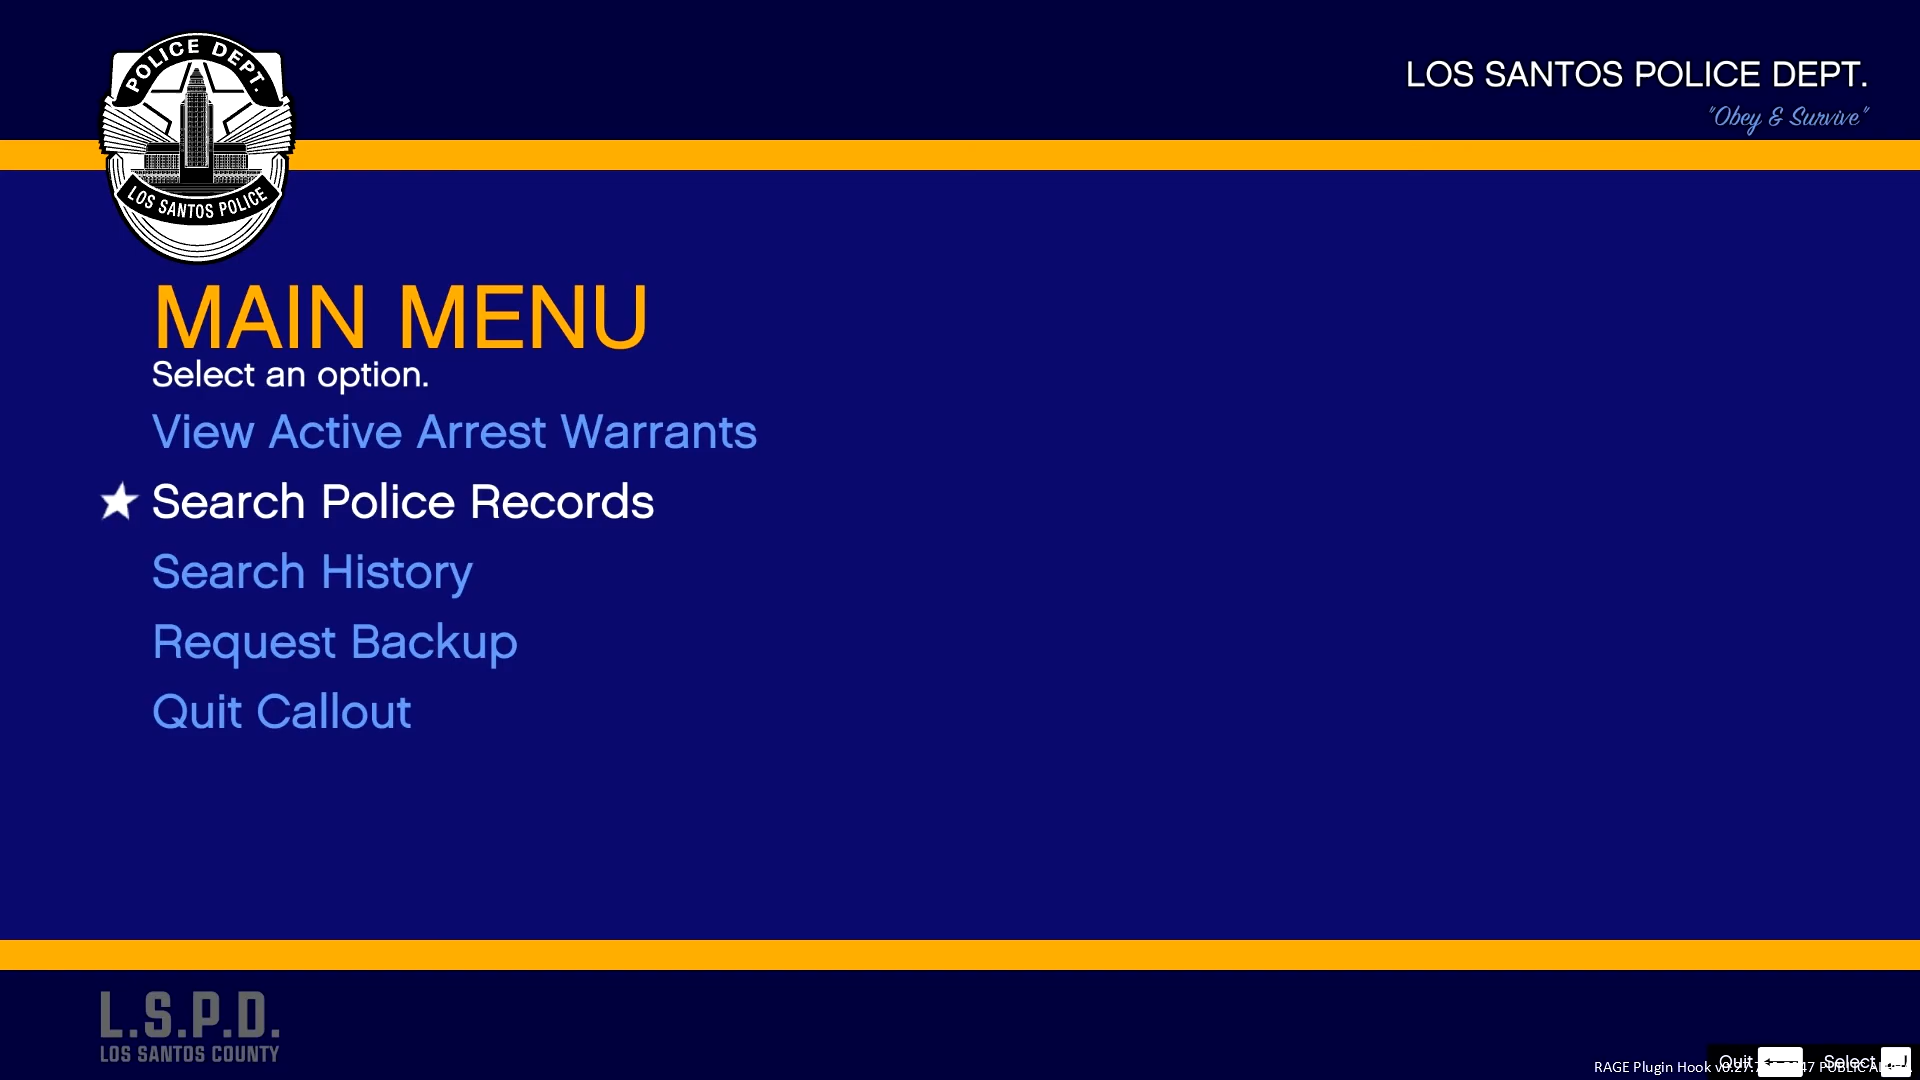 POLICE DEPT.
LOS SANTOS POLICE
LOS SANTOS POLICE DEPT.
"Obey & Survive"
MAIN MENU
Select an option.
View Active Arrest Warrants
Search Police Records
Search History
Request Backup
Quit Callout
L.S.P.D.
LOS SANTOS COUNTY
Quit Select
RAGE Plugin Hook PUBLIC